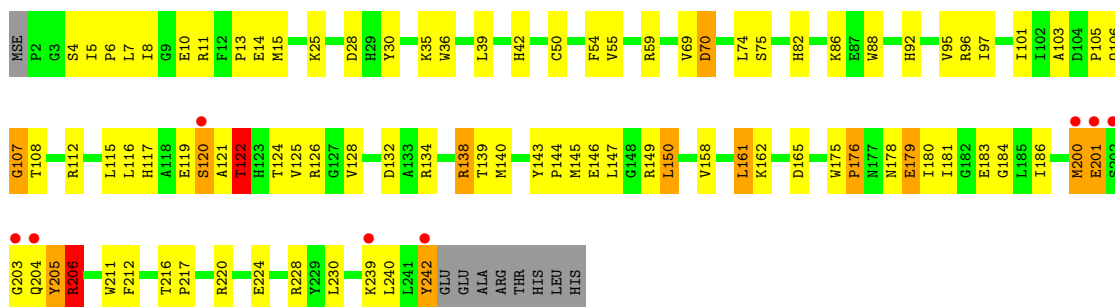 MSE P2 G3 S4 I5 P6 L7 I8 G9 E10 R11 F12 P13 E14 M15 K25 D28 H29 Y30 K35 W36 L39 H42 C50 F54 V55 R59 V69 D70 L74 S75 H82 K86 E87 W88 H92 V95 R96 I97 I101 I102 A103 D104 P105
G107 T108 R112 L115 L116 H117 A118 E119 S120 A121 T122 H123 T124 V125 R126 G127 V128 D132 A133 R134 R138 T139 M140 Y143 P144 M145 E146 L147 G148 R149 L150 V158 L161 K162 D165 W175 P176 N177 N178 E179 I180 I181 G182 E183 G184 L185 I186 M200 E201 S202
G203 Q204 Y205 R206 W211 F212 T216 P217 R220 E224 R228 Y229 L230 K239 L240 L241 Y242 GLU GLU ALA ARG THR HIS LEU HIS